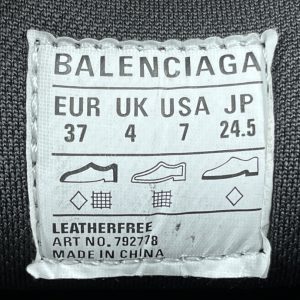 BALENCIAGA
EUR UK USA JP
37 4 7 24.5
LEATHERFREE
ART NO. 792778
MADE IN CHINA